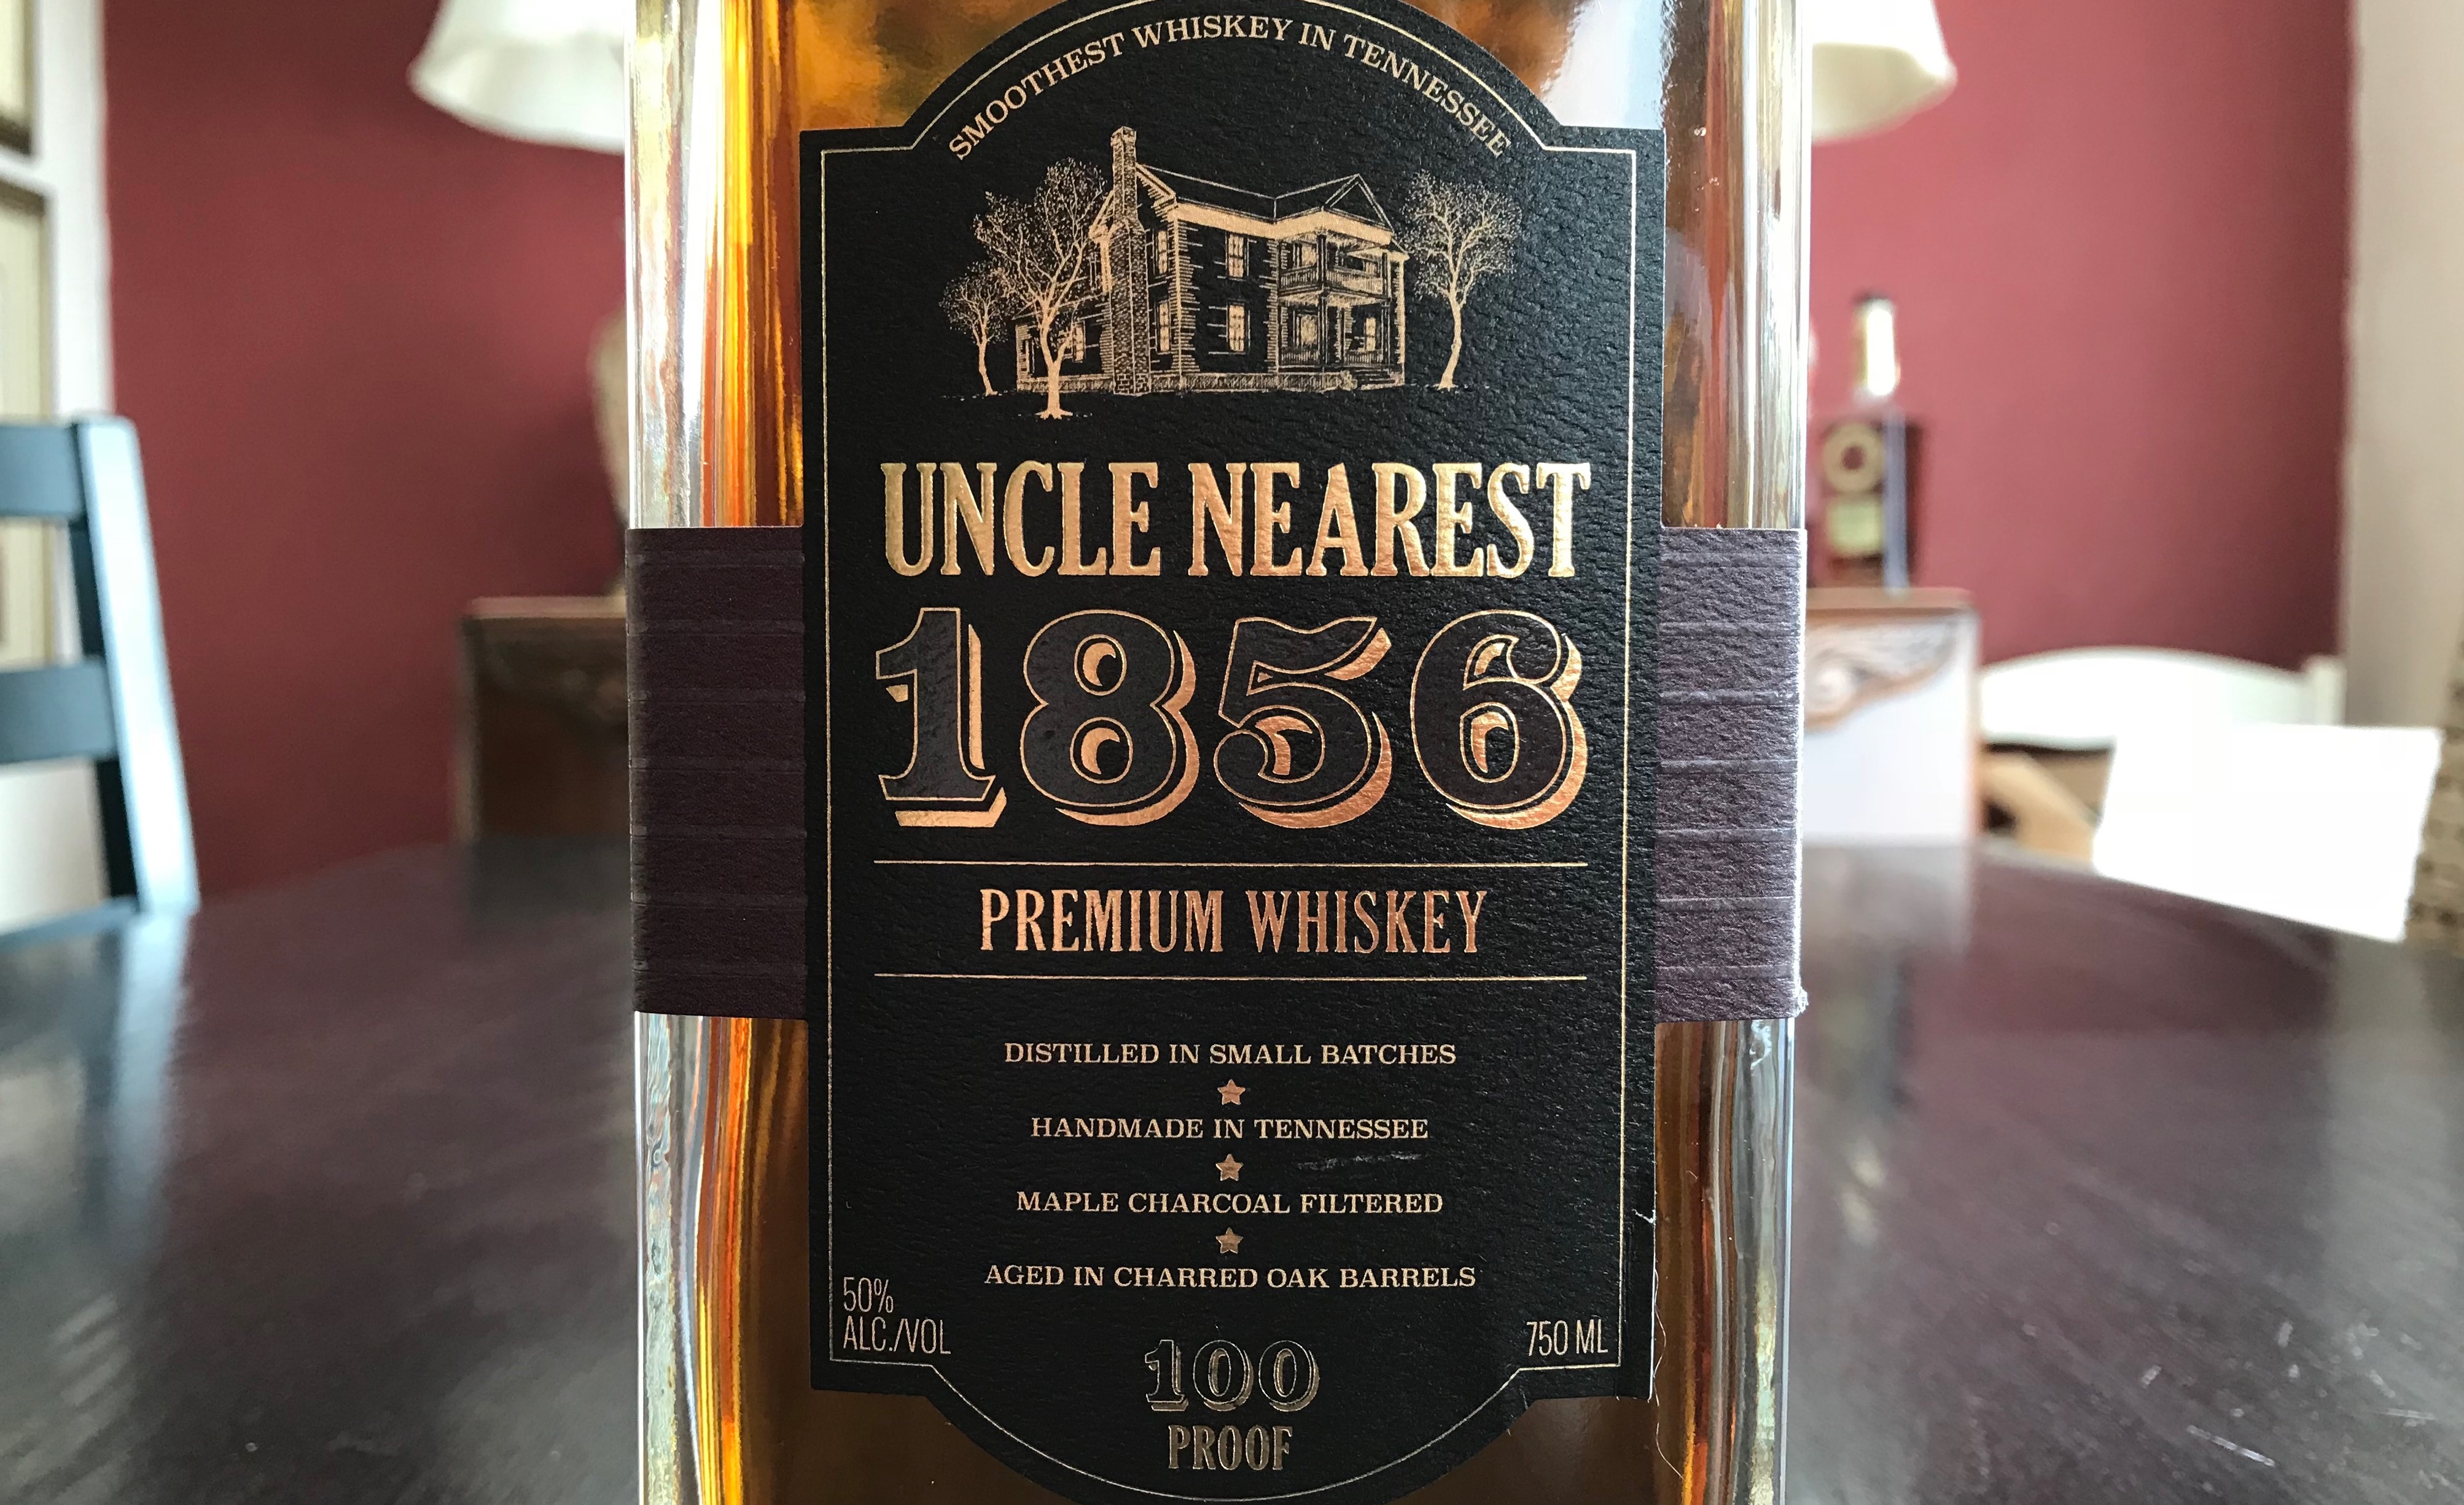 SMOOTHEST WHISKEY IN TENNESSEE
UNCLE NEAREST
1856
PREMIUM WHISKEY
DISTILLED IN SMALL BATCHES
HANDMADE IN TENNESSEE
MAPLE CHARCOAL FILTERED
AGED IN CHARRED OAK BARRELS
50%
ALC./VOL
750 ML
100
PROOF